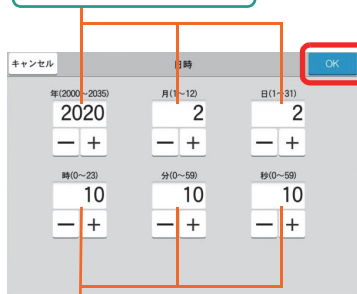 キャンセル 日時 OK
年(2000~2035) 月(1~12) 日(1~31)
2020 2 2
− + − + − +
時(0~23) 分(0~59) 秒(0~59)
10 10 10
− + − + − +